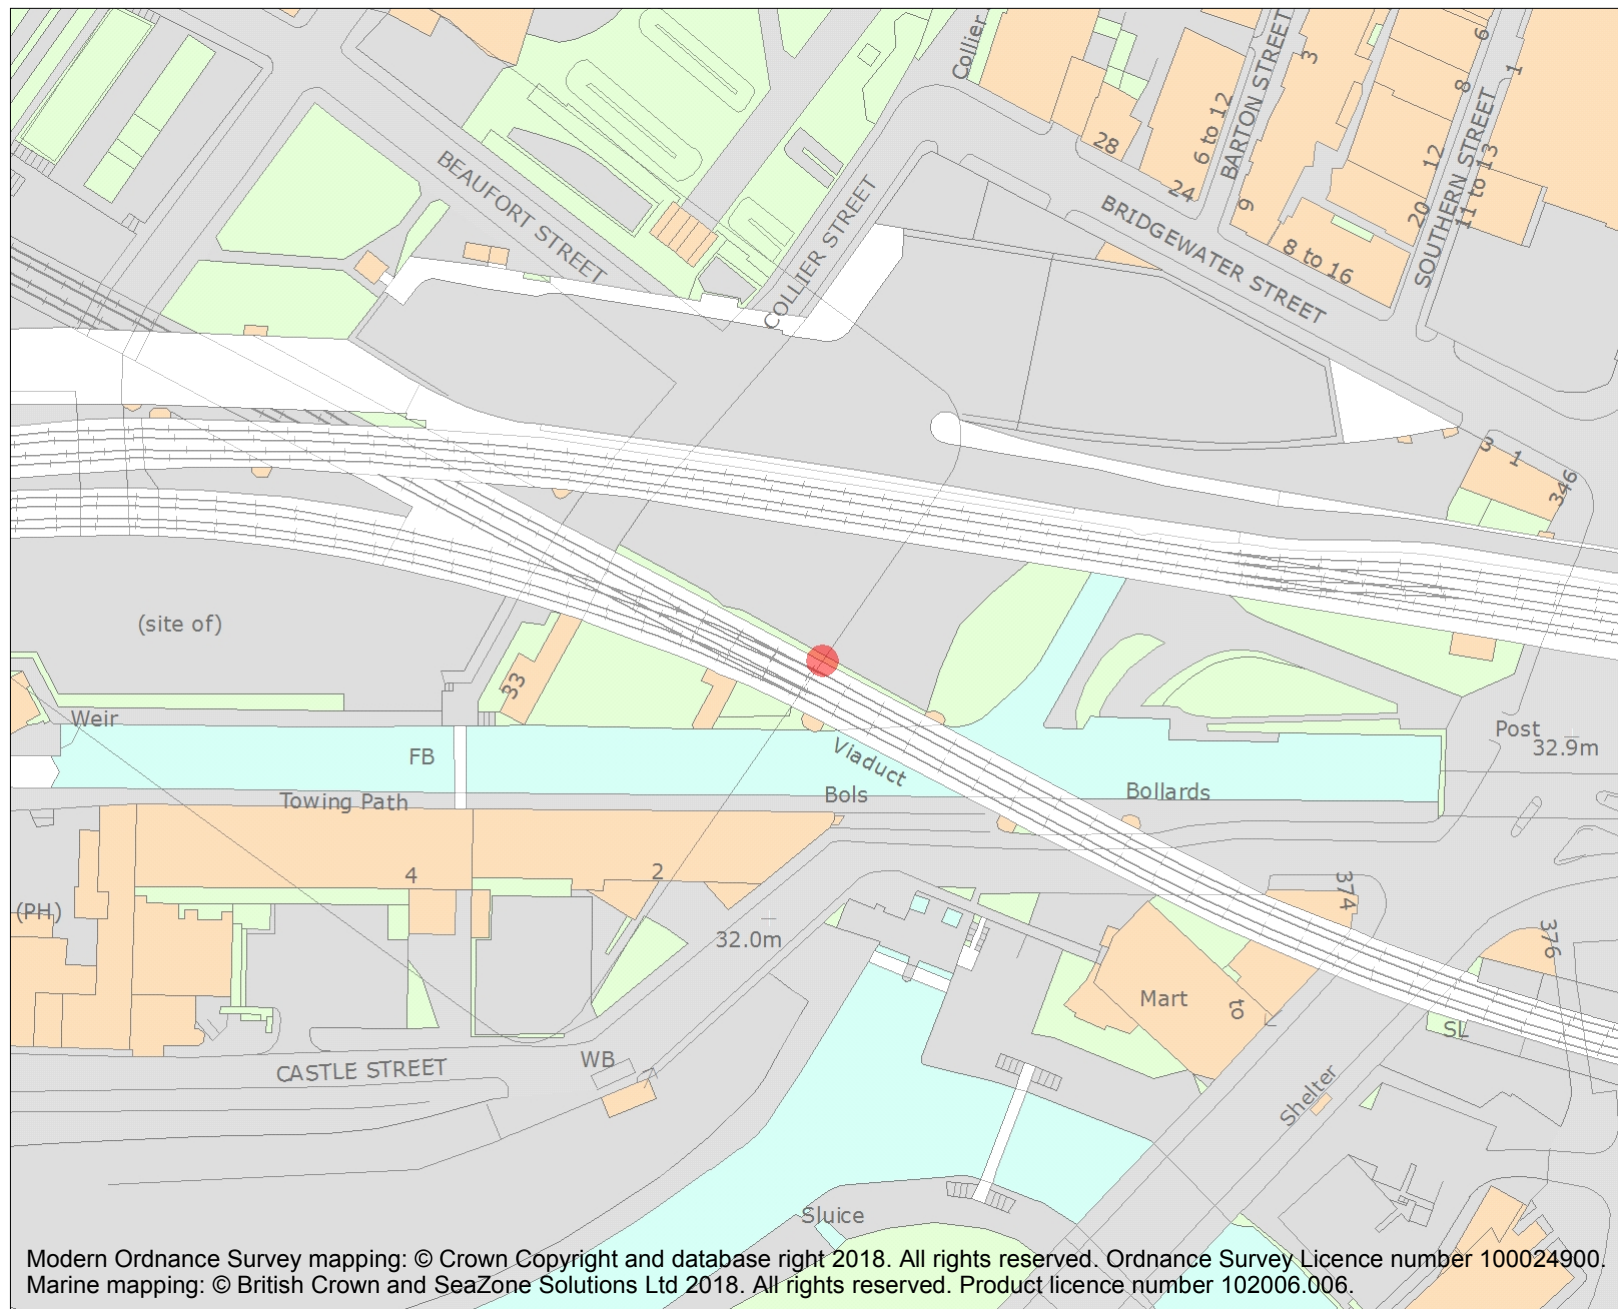 Collier
BARTON STREET
3
6
8
1
6 to 12
28
24
9
12
20
SOUTHERN STREET
11 to 13
BEAUFORT STREET
COLLIER STREET
BRIDGEWATER STREET
8 to 16
3
1
346
(site of)
33
Weir
FB
Viaduct
Post
32.9m
Towing Path
Bols
Bollards
4
2
(PH)
32.0m
374
376
Mart
to
SL
CASTLE STREET
WB
Shelter
Sluice
Modern Ordnance Survey mapping: © Crown Copyright and database right 2018. All rights reserved. Ordnance Survey Licence number 100024900.
Marine mapping: © British Crown and SeaZone Solutions Ltd 2018. All rights reserved. Product licence number 102006.006.